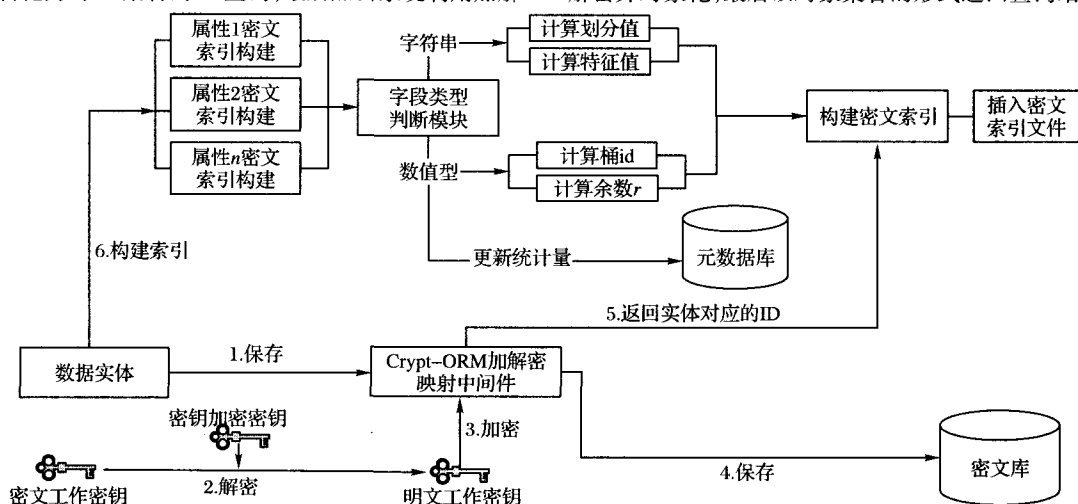 属性1密文
索引构建
属性2密文
索引构建
属性n密文
索引构建
字段类型
判断模块
字符串
计算划分值
计算特征值
数值型
计算桶id
计算余数r
构建密文索引
插入密文
索引文件
更新统计量
元数据库
6.构建索引
5.返回实体对应的ID
数据实体
1.保存
Crypt-ORM加解密
映射中间件
密钥加密密钥
3.加密
2.解密
密文工作密钥
明文工作密钥
4.保存
密文库